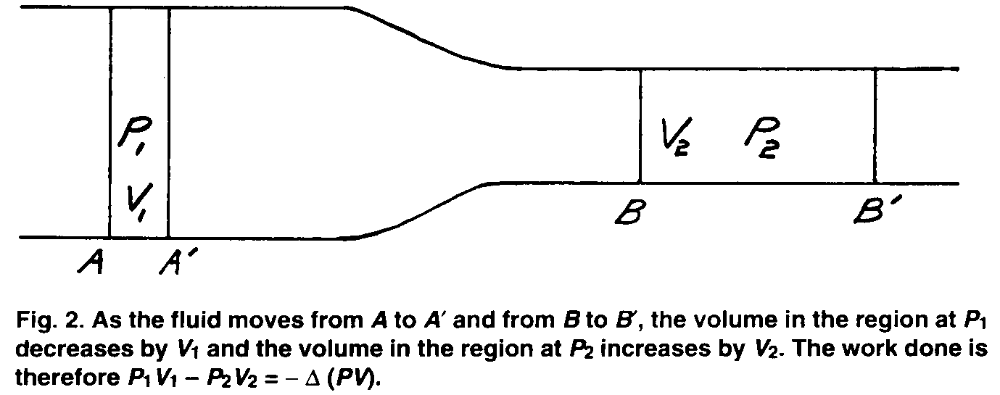 P₁
V₁
V₂ P₂
A A′
B B′
Fig. 2. As the fluid moves from A to A′ and from B to B′, the volume in the region at P₁
decreases by V₁ and the volume in the region at P₂ increases by V₂. The work done is
therefore P₁V₁ – P₂V₂ = – Δ (PV).